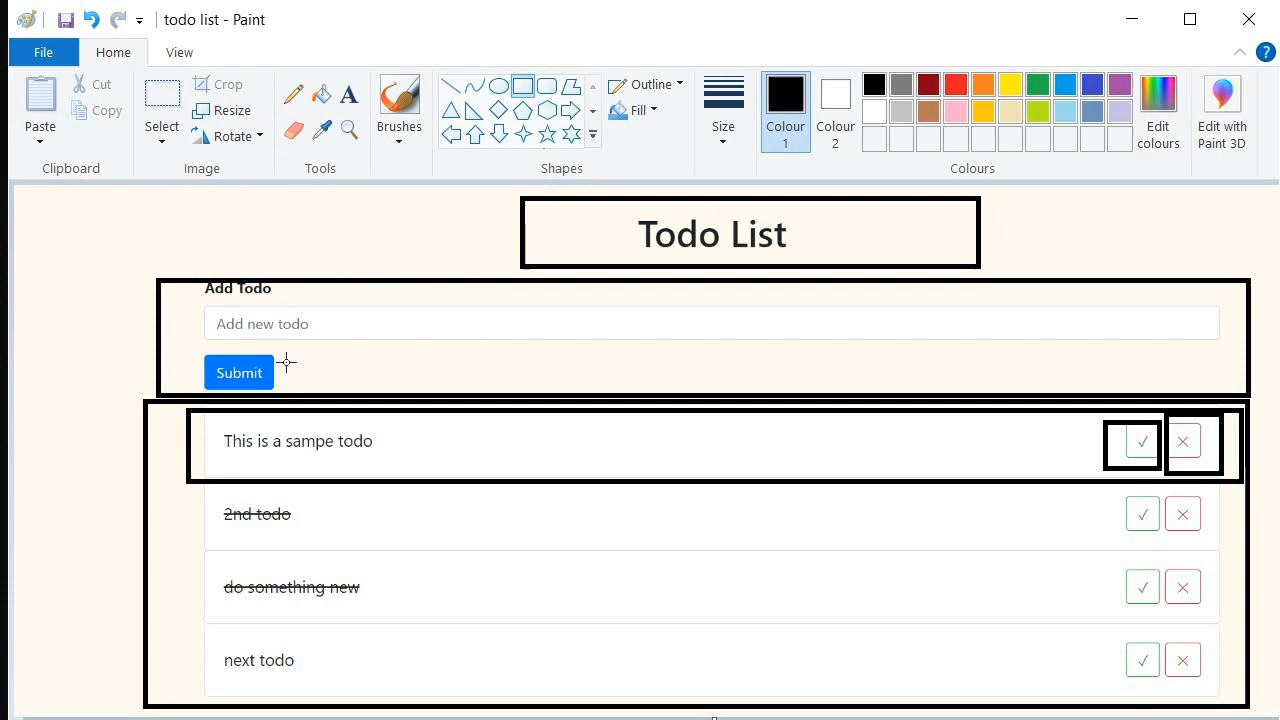 todo list - Paint
File Home View
Paste
Cut
Copy
Clipboard
Select
Crop
Resize
Rotate
Image
A
Tools
Brushes
Outline
Fill
Shapes
Size
Colour
1
Colour
2
Edit
colours
Colours
Edit with
Paint 3D
?
Todo List
Add Todo
Add new todo
Submit
This is a sampe todo
2nd todo
do something new
next todo